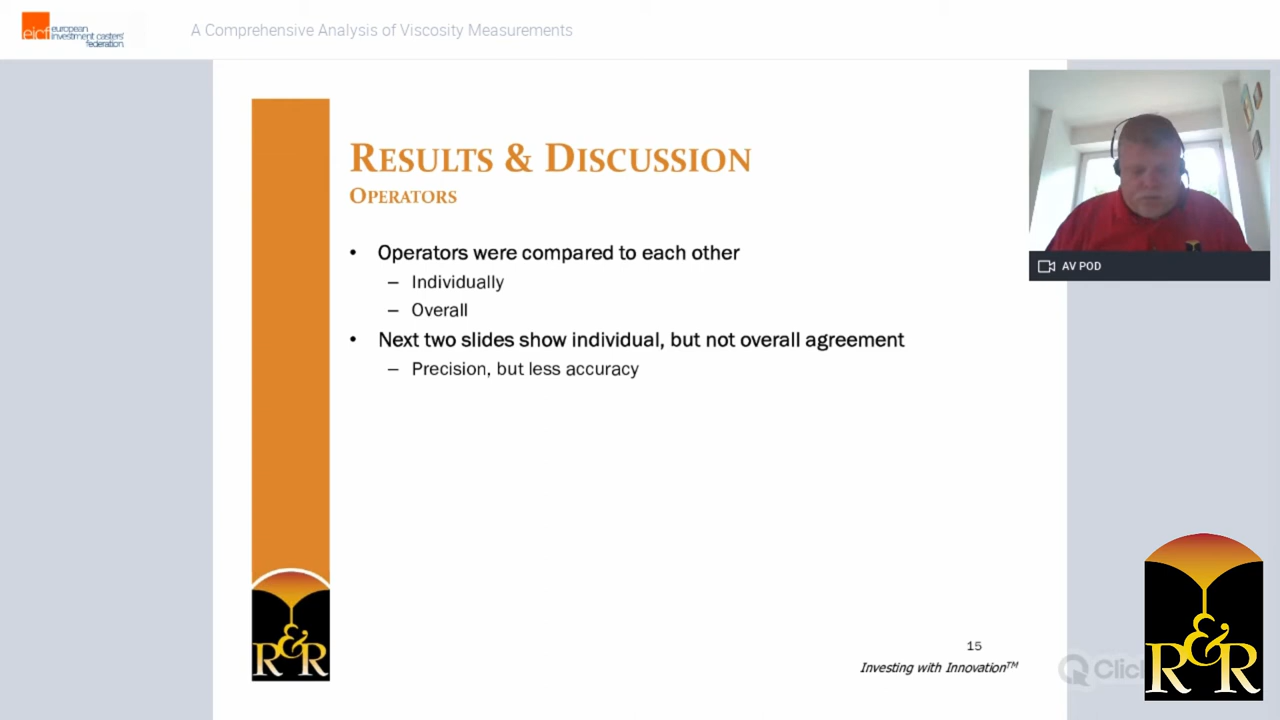 eicf european
investment casters'
federation
A Comprehensive Analysis of Viscosity Measurements
RESULTS & DISCUSSION
OPERATORS
• Operators were compared to each other
– Individually
– Overall
• Next two slides show individual, but not overall agreement
– Precision, but less accuracy
AV POD
R&R
15
Investing with Innovation™
Click
R&R